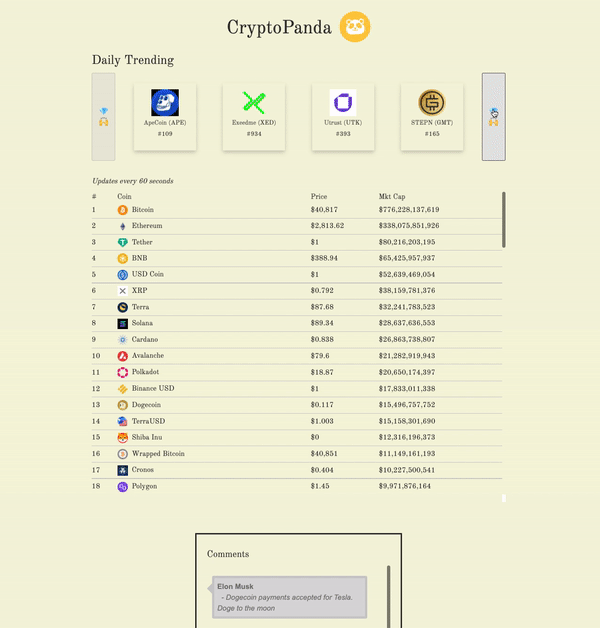 CryptoPanda
Daily Trending
ApeCoin (APE)
#109
Exeedme (XED)
#934
Utrust (UTK)
#393
STEPN (GMT)
#165
Updates every 60 seconds
# Coin Price Mkt Cap
1 Bitcoin $40,817 $776,228,137,619
2 Ethereum $2,813.62 $338,075,851,926
3 Tether $1 $80,216,203,195
4 BNB $388.94 $65,425,957,937
5 USD Coin $1 $52,639,469,054
6 XRP $0.792 $38,159,781,376
7 Terra $87.68 $32,241,783,523
8 Solana $89.34 $28,637,636,553
9 Cardano $0.838 $26,863,738,807
10 Avalanche $79.6 $21,282,919,943
11 Polkadot $18.87 $20,650,174,397
12 Binance USD $1 $17,833,011,338
13 Dogecoin $0.117 $15,496,757,752
14 TerraUSD $1.003 $15,158,301,690
15 Shiba Inu $0 $12,316,196,373
16 Wrapped Bitcoin $40,851 $11,149,161,193
17 Cronos $0.404 $10,227,500,541
18 Polygon $1.45 $9,971,876,164
Comments
Elon Musk
- Dogecoin payments accepted for Tesla.
Doge to the moon